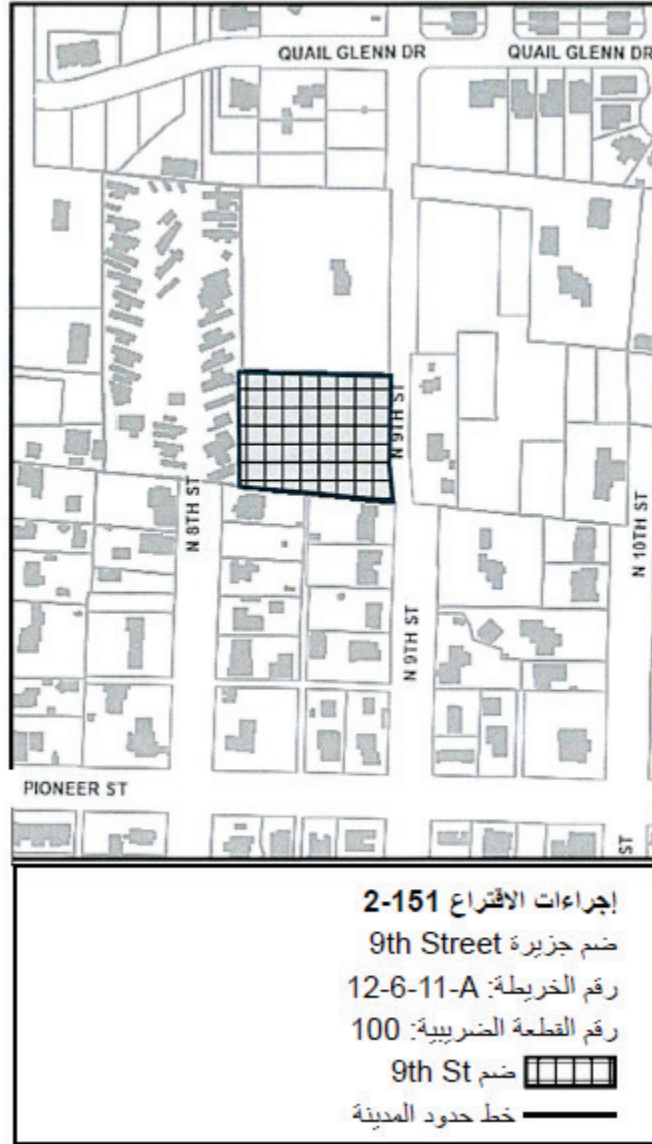 QUAIL GLENN DR
QUAIL GLENN DR
N 9TH ST
N 8TH ST
N 10TH ST
N 9TH ST
PIONEER ST
ST
إجراءات الاقتراع 151-2
ضم جزيرة 9th Street
رقم الخريطة: 12-6-11-A
رقم القطعة الضريبية: 100
ضم 9th St
خط حدود المدينة